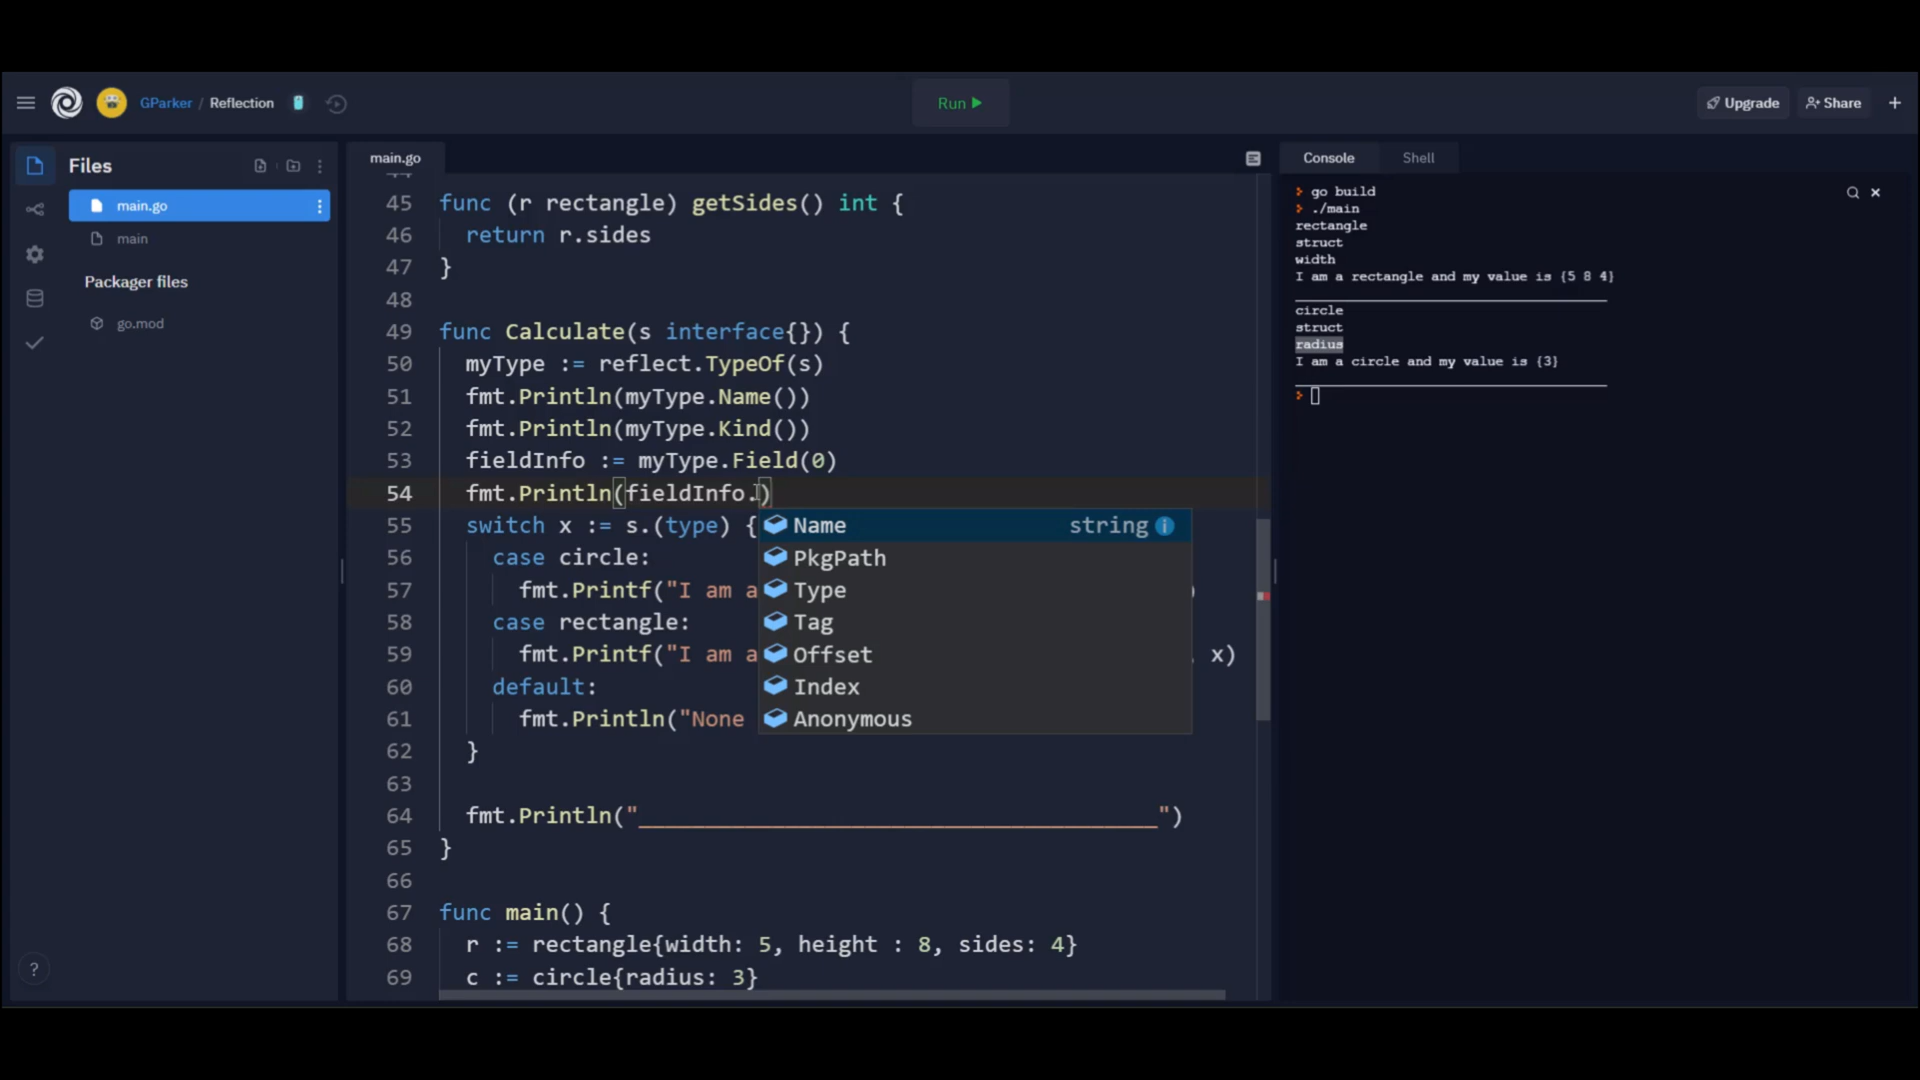 GParker / Reflection
Run
Upgrade
Share
Files
main.go
main
Packager files
go.mod
main.go
44
45 func (r rectangle) getSides() int {
46 return r.sides
47 }
48
49 func Calculate(s interface{}) {
50 myType := reflect.TypeOf(s)
51 fmt.Println(myType.Name())
52 fmt.Println(myType.Kind())
53 fieldInfo := myType.Field(0)
54 fmt.Println(fieldInfo.)
55 switch x := s.(type) {
56 case circle:
57 fmt.Printf("I am a )
58 case rectangle:
59 fmt.Printf("I am a , x)
60 default:
61 fmt.Println("None
62 }
63
64 fmt.Println("_______________________________________")
65 }
66
67 func main() {
68 r := rectangle{width: 5, height : 8, sides: 4}
69 c := circle{radius: 3}
Name string
PkgPath
Type
Tag
Offset
Index
Anonymous
Console
Shell
go build
./main
rectangle
struct
width
I am a rectangle and my value is {5 8 4}
_______________________________________
circle
struct
radius
I am a circle and my value is {3}
_______________________________________
?